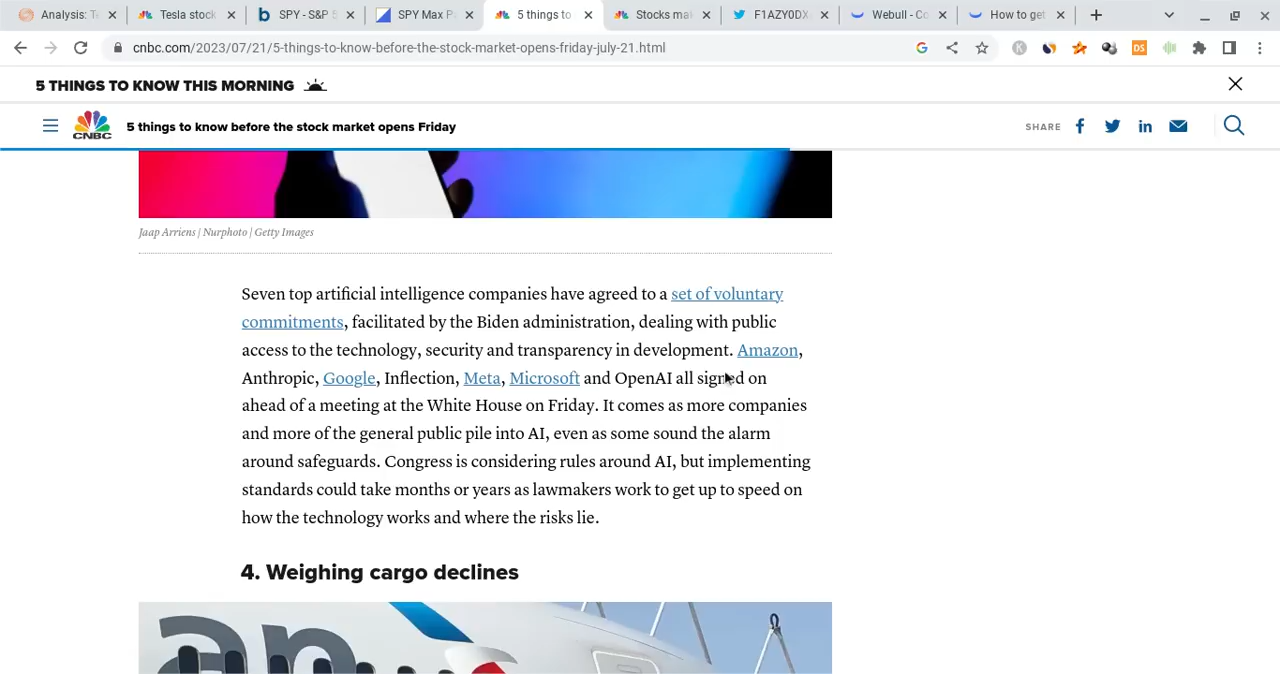 Analysis: T
Tesla stock
SPY - S&P 5
SPY Max P
5 things to
Stocks ma
F1AZY0DX
Webull - Co
How to get
cnbc.com/2023/07/21/5-things-to-know-before-the-stock-market-opens-friday-july-21.html
5 THINGS TO KNOW THIS MORNING
CNBC
5 things to know before the stock market opens Friday
SHARE
Jaap Arriens | Nurphoto | Getty Images
Seven top artificial intelligence companies have agreed to a set of voluntary
commitments, facilitated by the Biden administration, dealing with public
access to the technology, security and transparency in development. Amazon,
Anthropic, Google, Inflection, Meta, Microsoft and OpenAI all signed on
ahead of a meeting at the White House on Friday. It comes as more companies
and more of the general public pile into AI, even as some sound the alarm
around safeguards. Congress is considering rules around AI, but implementing
standards could take months or years as lawmakers work to get up to speed on
how the technology works and where the risks lie.
4. Weighing cargo declines
an